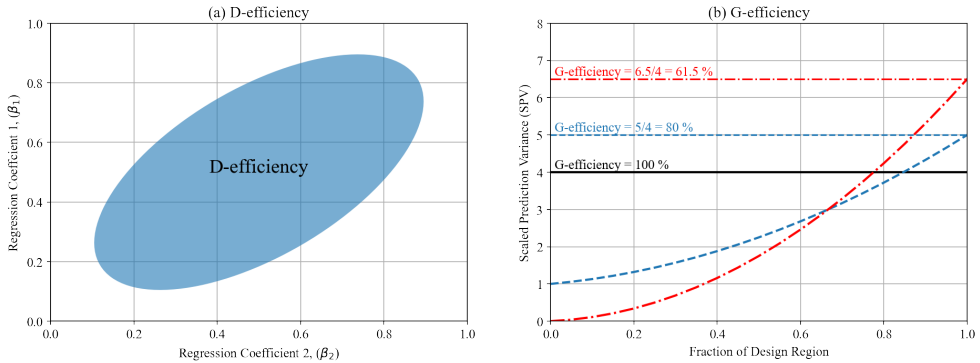 (a) D-efficiency
1.0
0.8
0.6
0.4
0.2
0.0
Regression Coefficient 1, (β₁)
D-efficiency
0.0 0.2 0.4 0.6 0.8 1.0
Regression Coefficient 2, (β₂)
(b) G-efficiency
8
7
6
5
4
3
2
1
0
Scaled Prediction Variance (SPV)
G-efficiency = 6.5/4 = 61.5 %
G-efficiency = 5/4 = 80 %
G-efficiency = 100 %
0.0 0.2 0.4 0.6 0.8 1.0
Fraction of Design Region